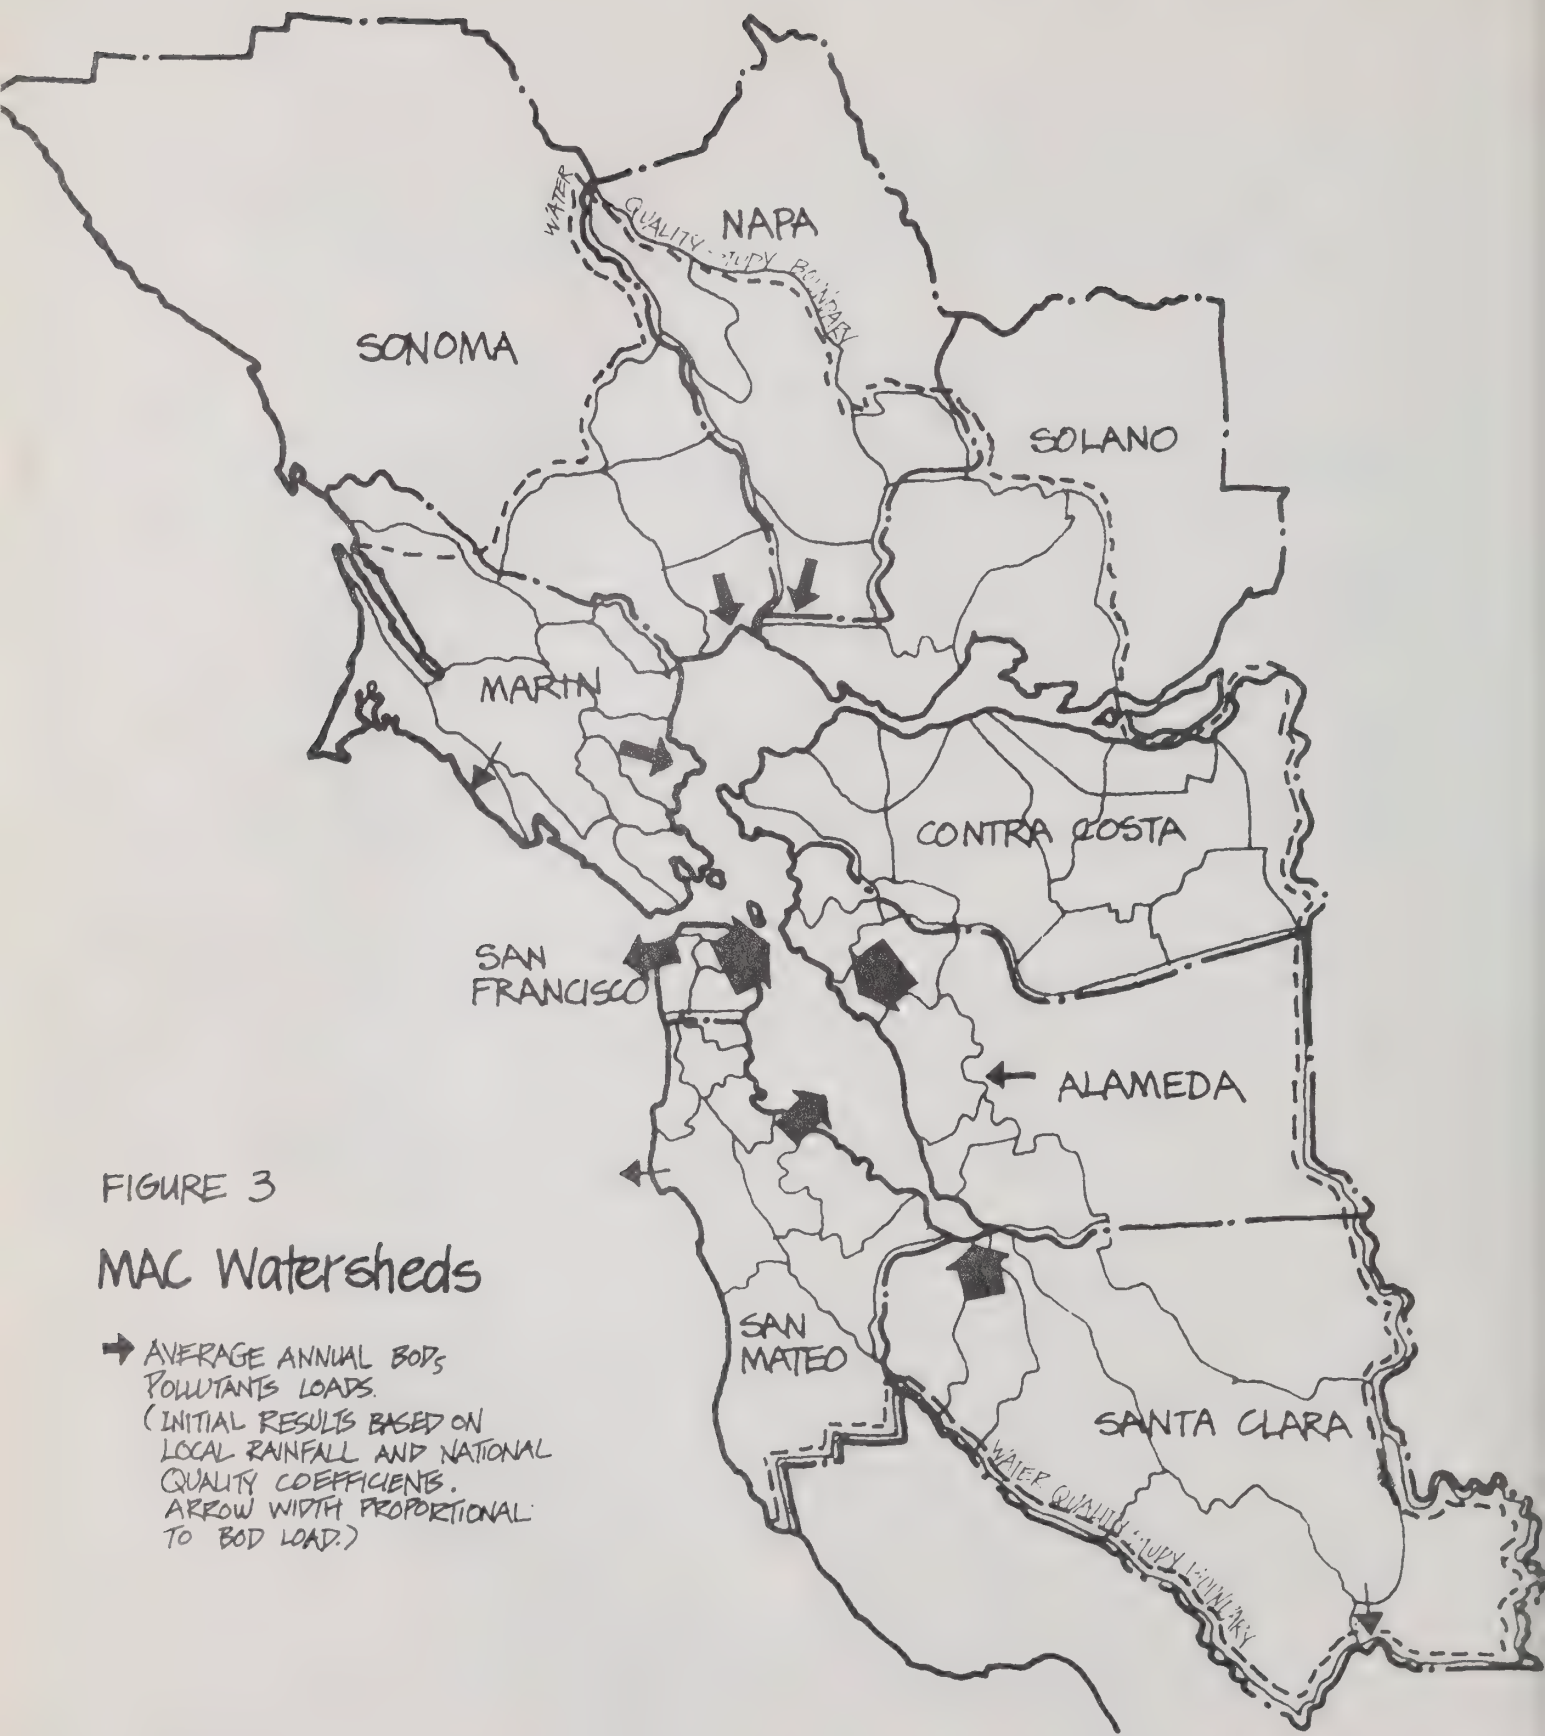 WATER
QUALITY STUDY BOUNDARY
NAPA
SONOMA
SOLANO
MARIN
CONTRA COSTA
SAN
FRANCISCO
ALAMEDA
FIGURE 3
MAC Watersheds
AVERAGE ANNUAL BOD5
POLLUTANTS LOADS.
(INITIAL RESULTS BASED ON
LOCAL RAINFALL AND NATIONAL
QUALITY COEFFICIENTS.
ARROW WIDTH PROPORTIONAL
TO BOD LOAD.)
SAN
MATEO
SANTA CLARA
WATER QUALITY STUDY BOUNDARY